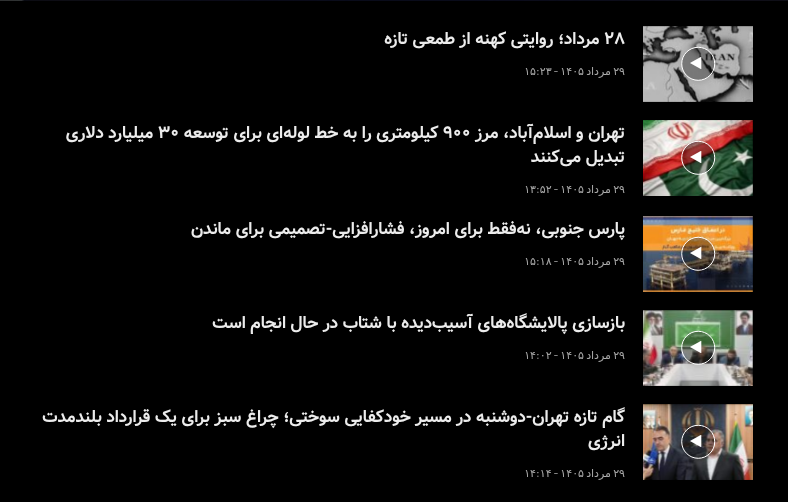 ۲۸ مرداد؛ روایتی کهنه از طمعی تازه
۲۹ مرداد ۱۴۰۵ - ۱۵:۲۳
IRAN
تهران و اسلام‌آباد، مرز ۹۰۰ کیلومتری را به خط لوله‌ای برای توسعه ۳۰ میلیارد دلاری
تبدیل می‌کنند
۲۹ مرداد ۱۴۰۵ - ۱۳:۵۲
پارس جنوبی، نه‌فقط برای امروز، فشارافزایی-تصمیمی برای ماندن
۲۹ مرداد ۱۴۰۵ - ۱۵:۱۸
بازسازی پالایشگاه‌های آسیب‌دیده با شتاب در حال انجام است
۲۹ مرداد ۱۴۰۵ - ۱۴:۰۲
گام تازه تهران-دوشنبه در مسیر خودکفایی سوختی؛ چراغ سبز برای یک قرارداد بلندمدت
انرژی
۲۹ مرداد ۱۴۰۵ - ۱۴:۱۴